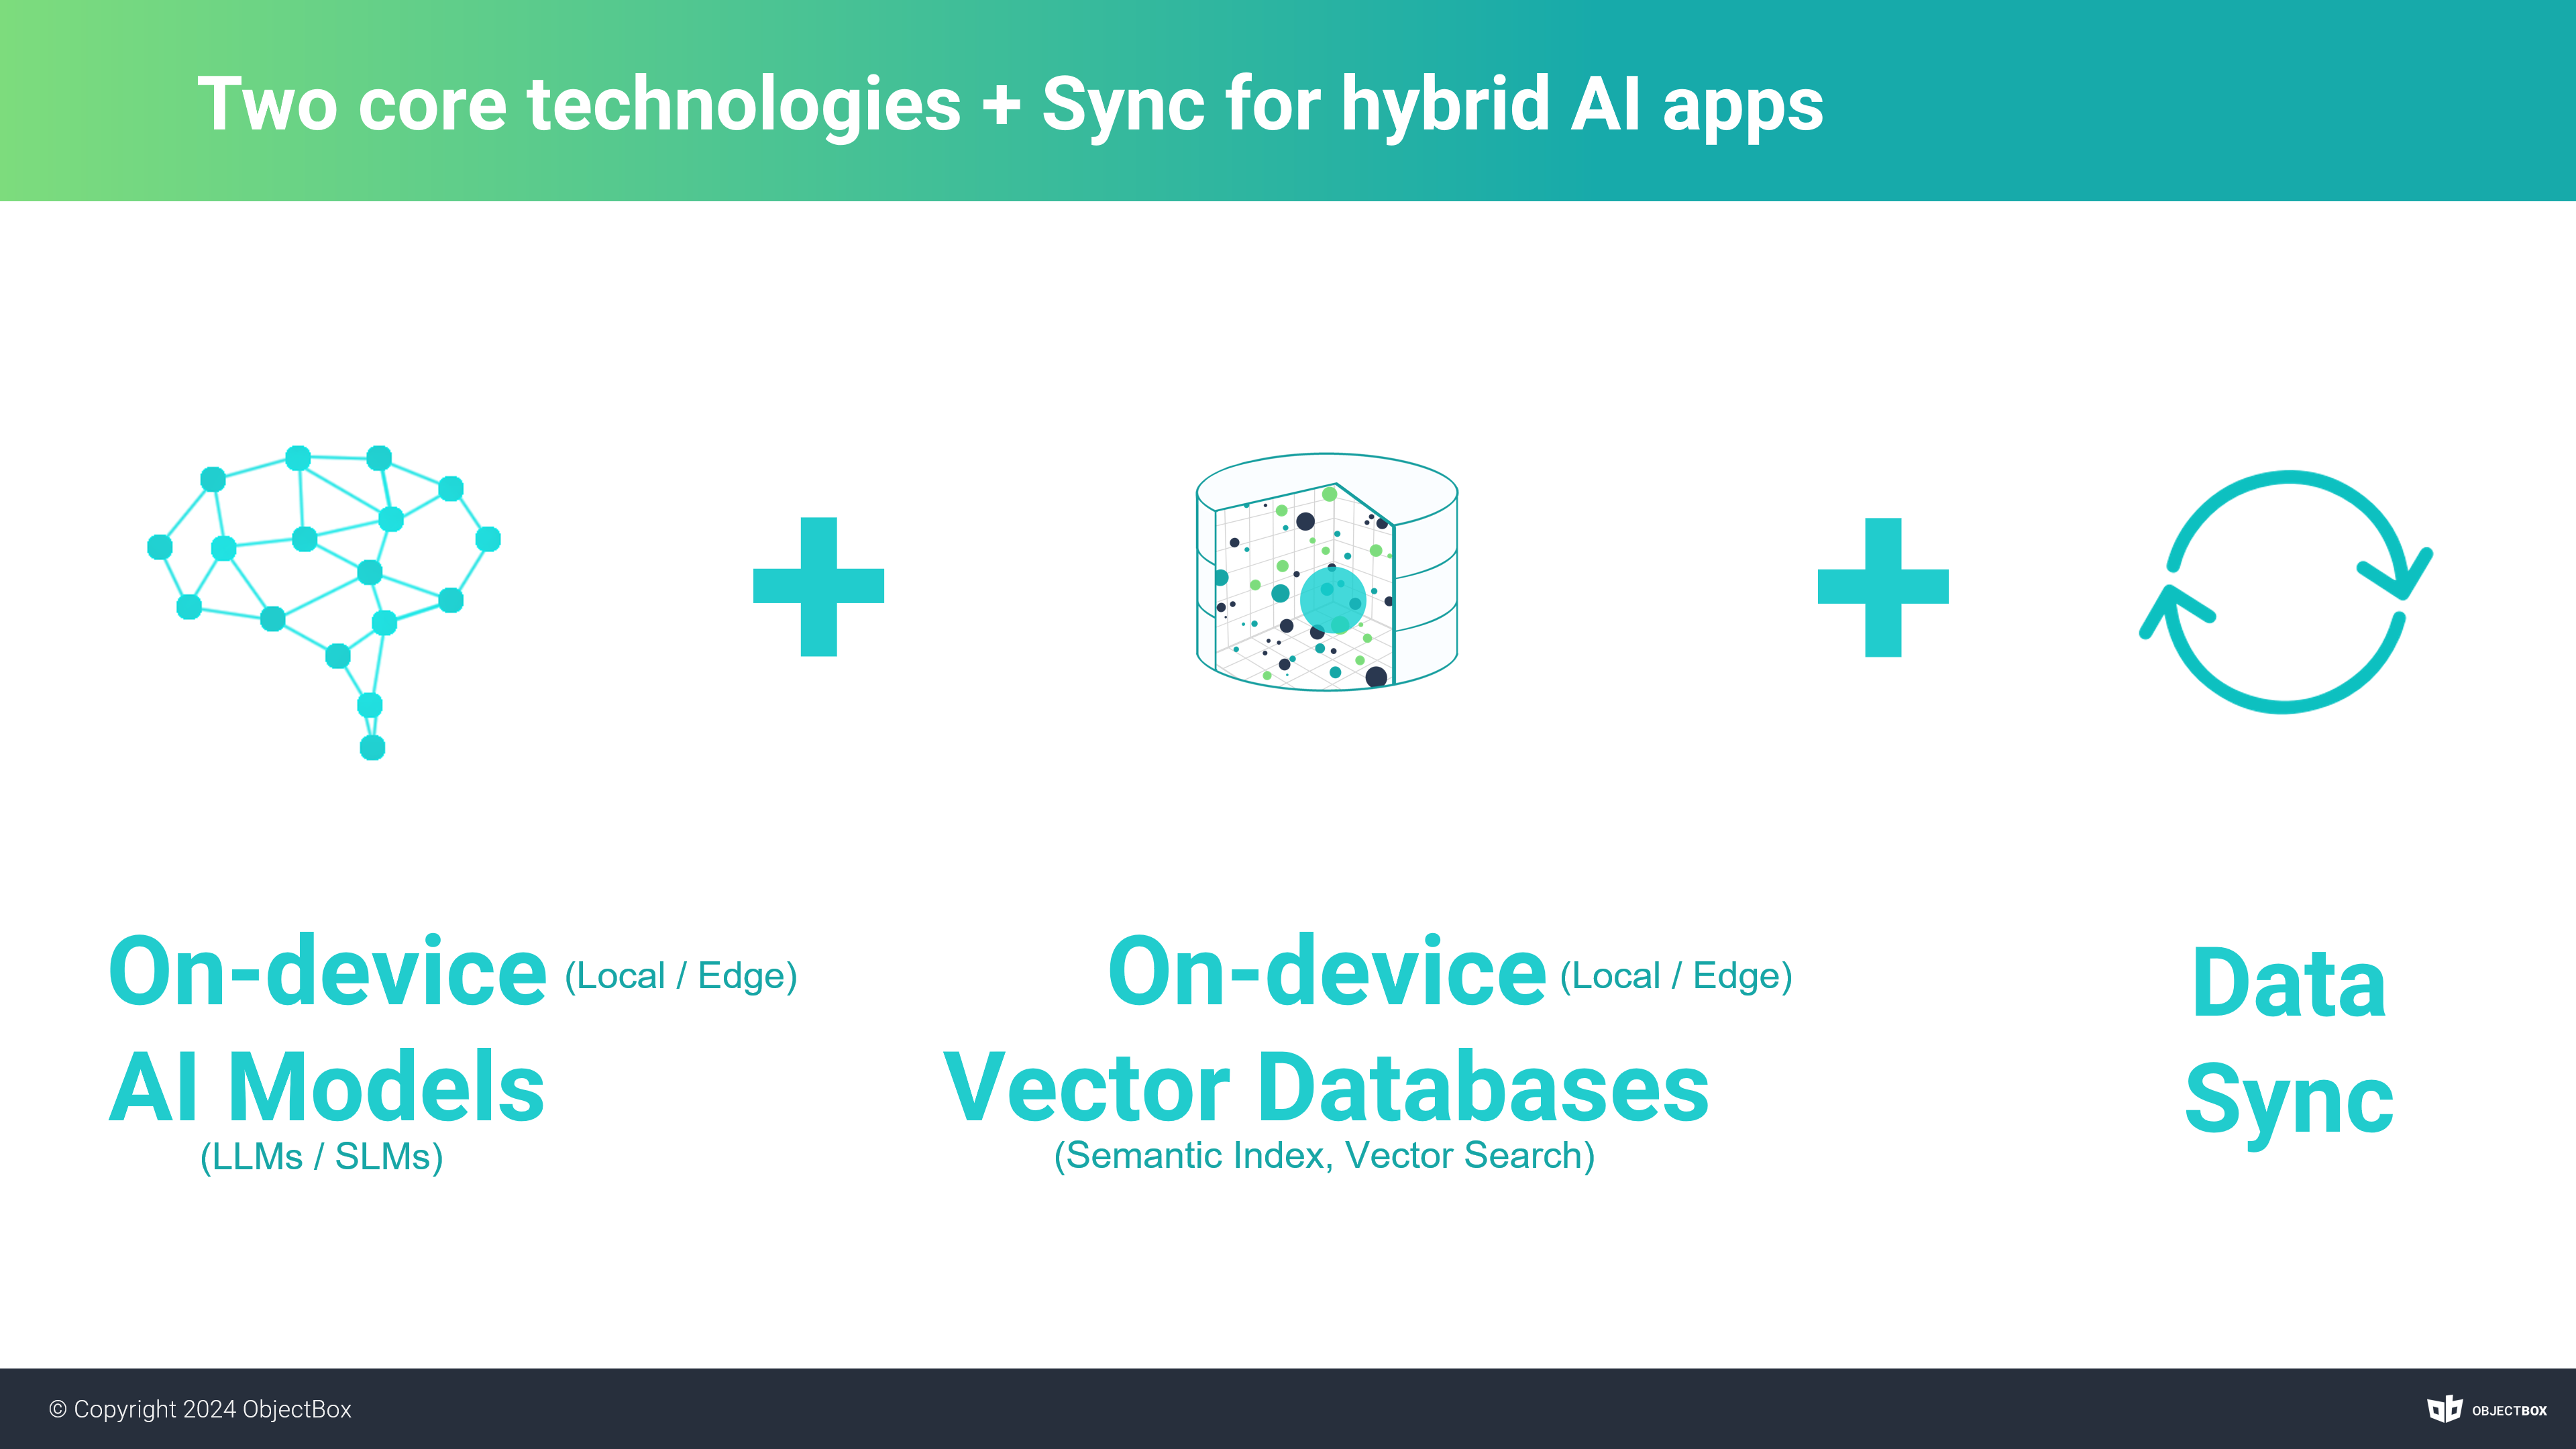 Two core technologies + Sync for hybrid AI apps
On-device (Local / Edge)
AI Models
(LLMs / SLMs)
On-device (Local / Edge)
Vector Databases
(Semantic Index, Vector Search)
Data
Sync
© Copyright 2024 ObjectBox
OBJECTBOX